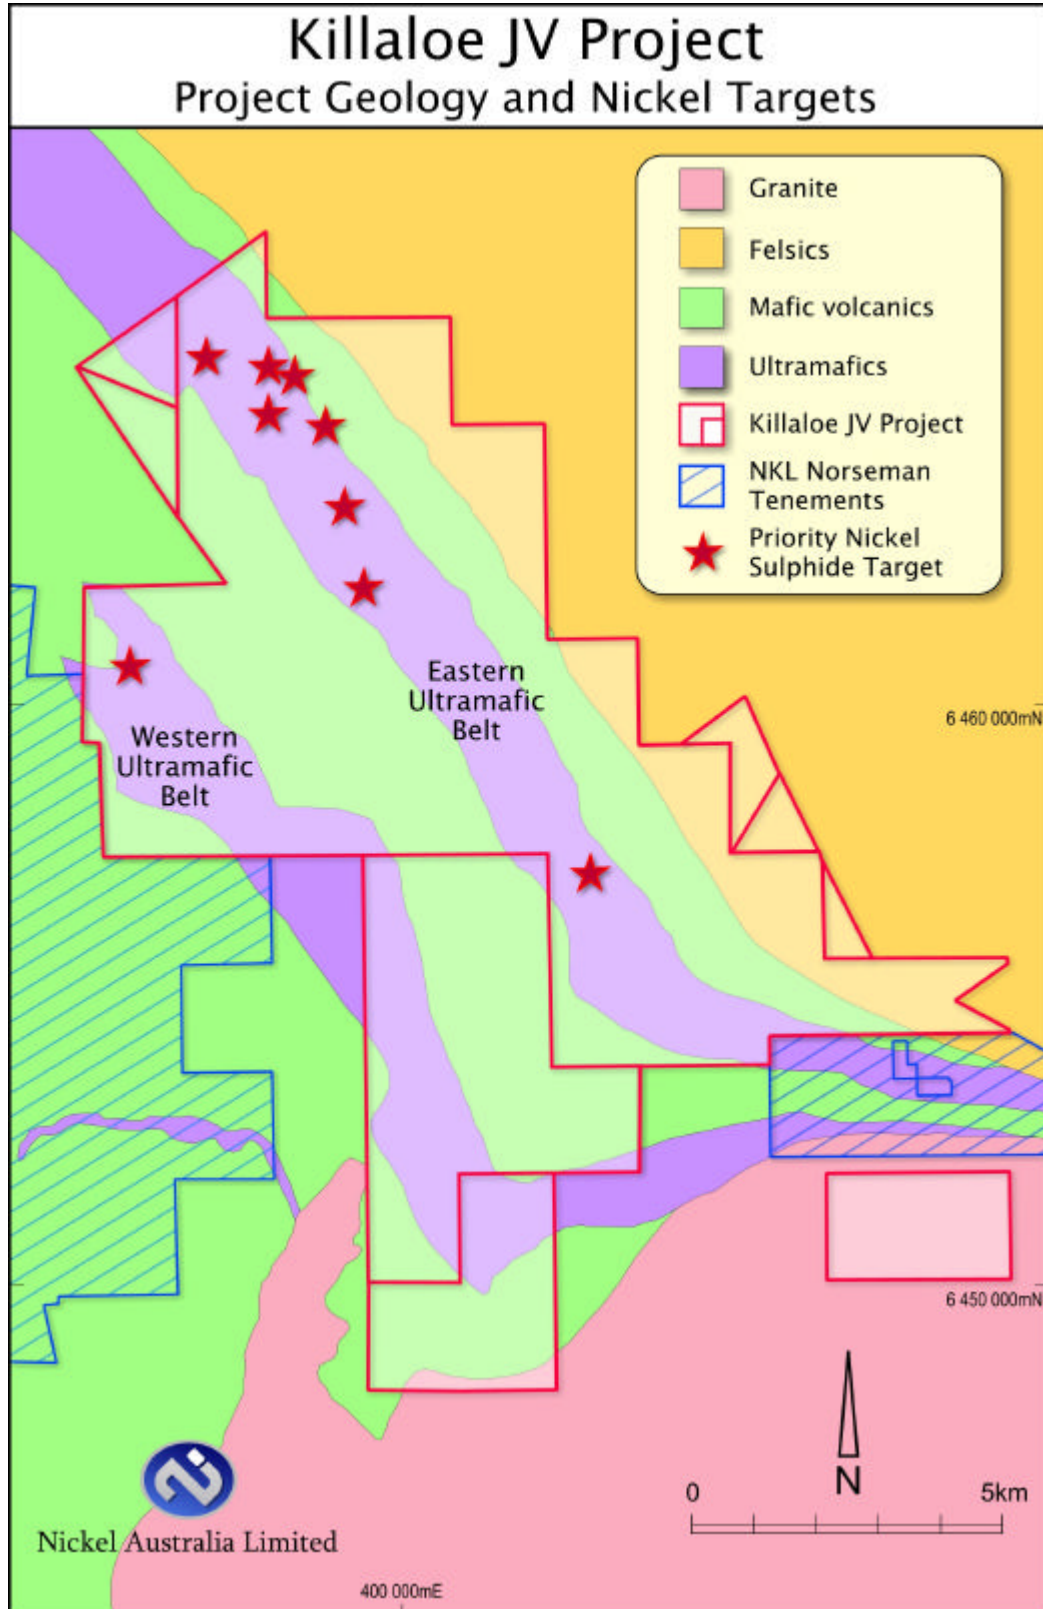 Killaloe JV Project
Project Geology and Nickel Targets
Granite
Felsics
Mafic volcanics
Ultramafics
Killaloe JV Project
NKL Norseman
Tenements
Priority Nickel
Sulphide Target
Eastern
Ultramafic
Belt
6 460 000mN
Western
Ultramafic
Belt
6 450 000mN
N
0
5km
Nickel Australia Limited
400 000mE